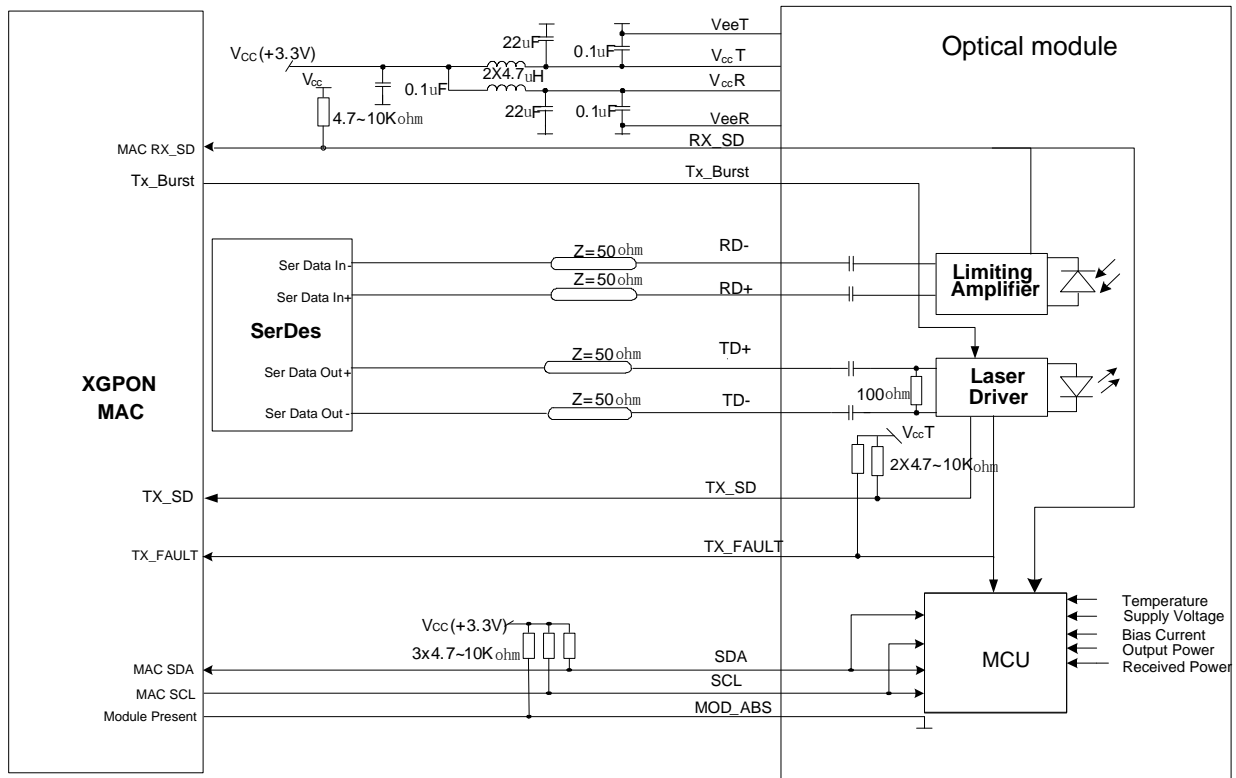 VeeT
22uF
0.1uF
Optical module
Vcc(+3.3V)
VccT
2X4.7uH
Vcc
0.1uF
VccR
4.7~10Kohm
22uF
0.1uF
VeeR
MAC RX_SD
RX_SD
Tx_Burst
Tx_Burst
Z=50ohm
RD-
Ser Data In-
Limiting
Amplifier
Z=50ohm
RD+
Ser Data In+
SerDes
Z=50ohm
TD+
Ser Data Out+
Laser
Driver
XGPON
MAC
100ohm
Z=50ohm
TD-
Ser Data Out -
VccT
2X4.7~10Kohm
TX_SD
TX_SD
TX_FAULT
TX_FAULT
Temperature
Supply Voltage
Bias Current
Output Power
Received Power
MCU
Vcc(+3.3V)
3x4.7~10Kohm
MAC SDA
SDA
MAC SCL
SCL
Module Present
MOD_ABS